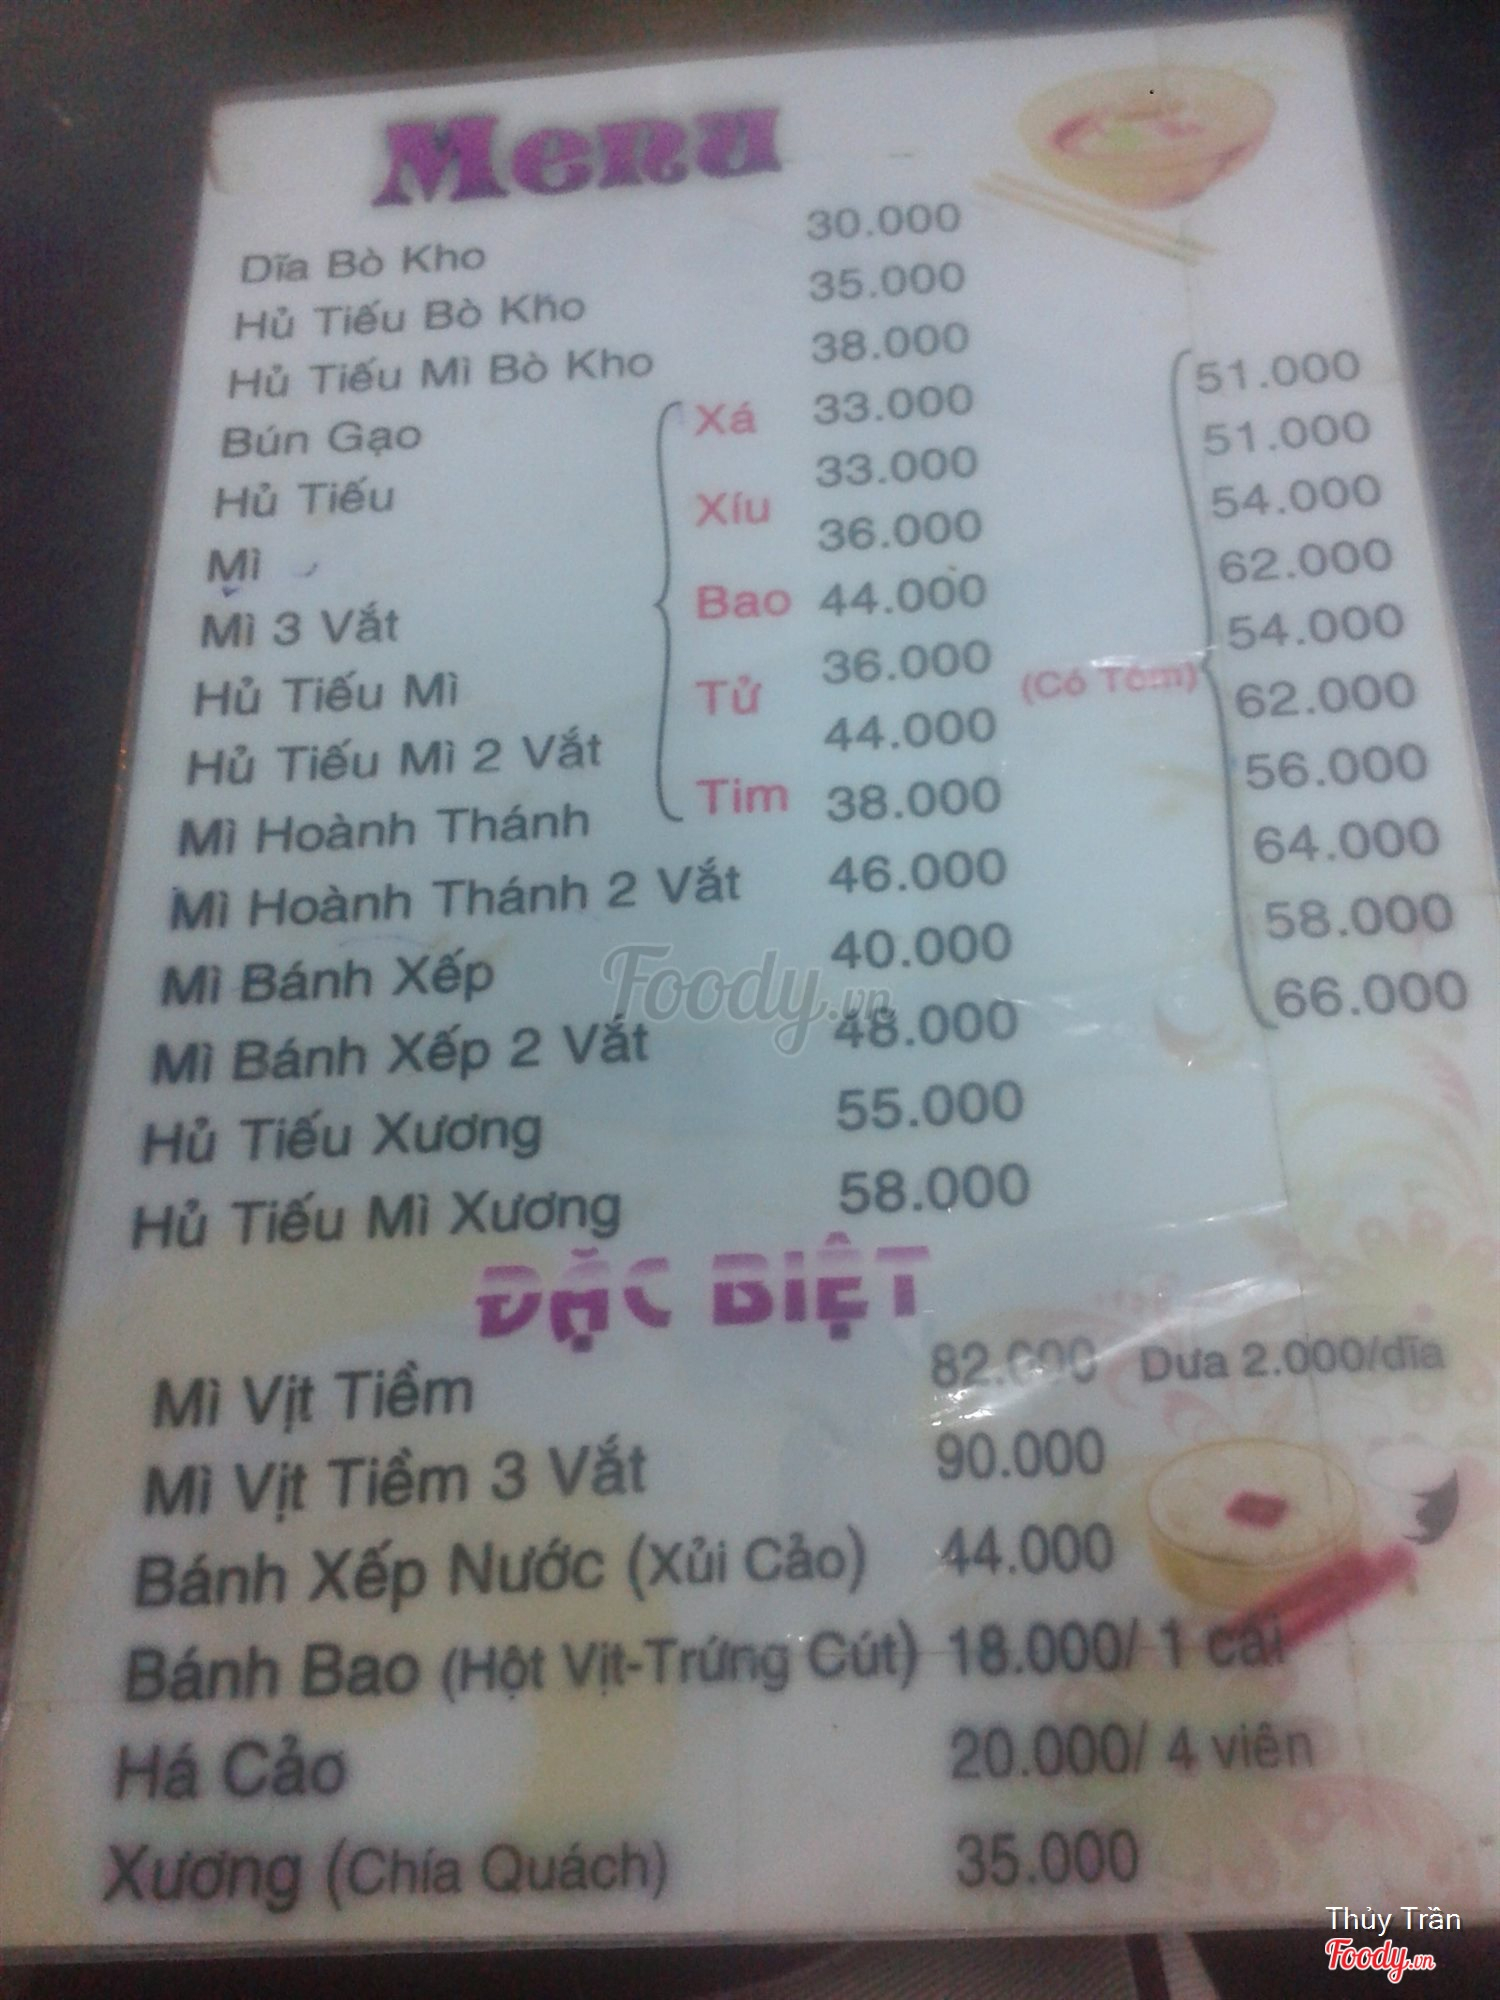 Menu
Dĩa Bò Kho 30.000
Hủ Tiếu Bò Kho 35.000
Hủ Tiếu Mì Bò Kho 38.000
Bún Gạo Xá 33.000 51.000
Hủ Tiếu Xíu 33.000 51.000
Mì 36.000 54.000
Mì 3 Vắt Bao 44.000 62.000
Hủ Tiếu Mì Tử 36.000 (Có Tôm) 54.000
Hủ Tiếu Mì 2 Vắt 44.000 62.000
Mì Hoành Thánh Tim 38.000 56.000
Mì Hoành Thánh 2 Vắt 46.000 64.000
Mì Bánh Xếp 40.000 58.000
Mì Bánh Xếp 2 Vắt 48.000 66.000
Hủ Tiếu Xương 55.000
Hủ Tiếu Mì Xương 58.000
ĐẶC BIỆT
Mì Vịt Tiềm 82.000 Dưa 2.000/dĩa
Mì Vịt Tiềm 3 Vắt 90.000
Bánh Xếp Nước (Xủi Cảo) 44.000
Bánh Bao (Hột Vịt-Trứng Cút) 18.000/ 1 cái
Há Cảo 20.000/ 4 viên
Xương (Chía Quách) 35.000
Foody.vn
Thủy Trần
Foody.vn